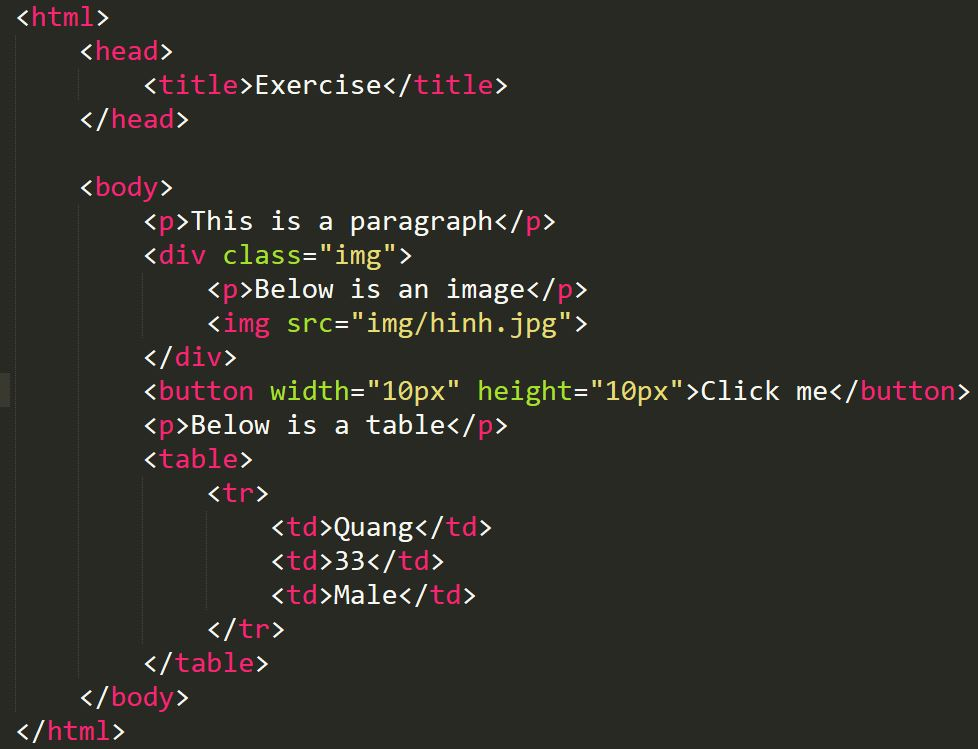 <html>
<head>
<title>Exercise</title>
</head>
<body>
<p>This is a paragraph</p>
<div class="img">
<p>Below is an image</p>
<img src="img/hinh.jpg">
</div>
<button width="10px" height="10px">Click me</button>
<p>Below is a table</p>
<table>
<tr>
<td>Quang</td>
<td>33</td>
<td>Male</td>
</tr>
</table>
</body>
</html>